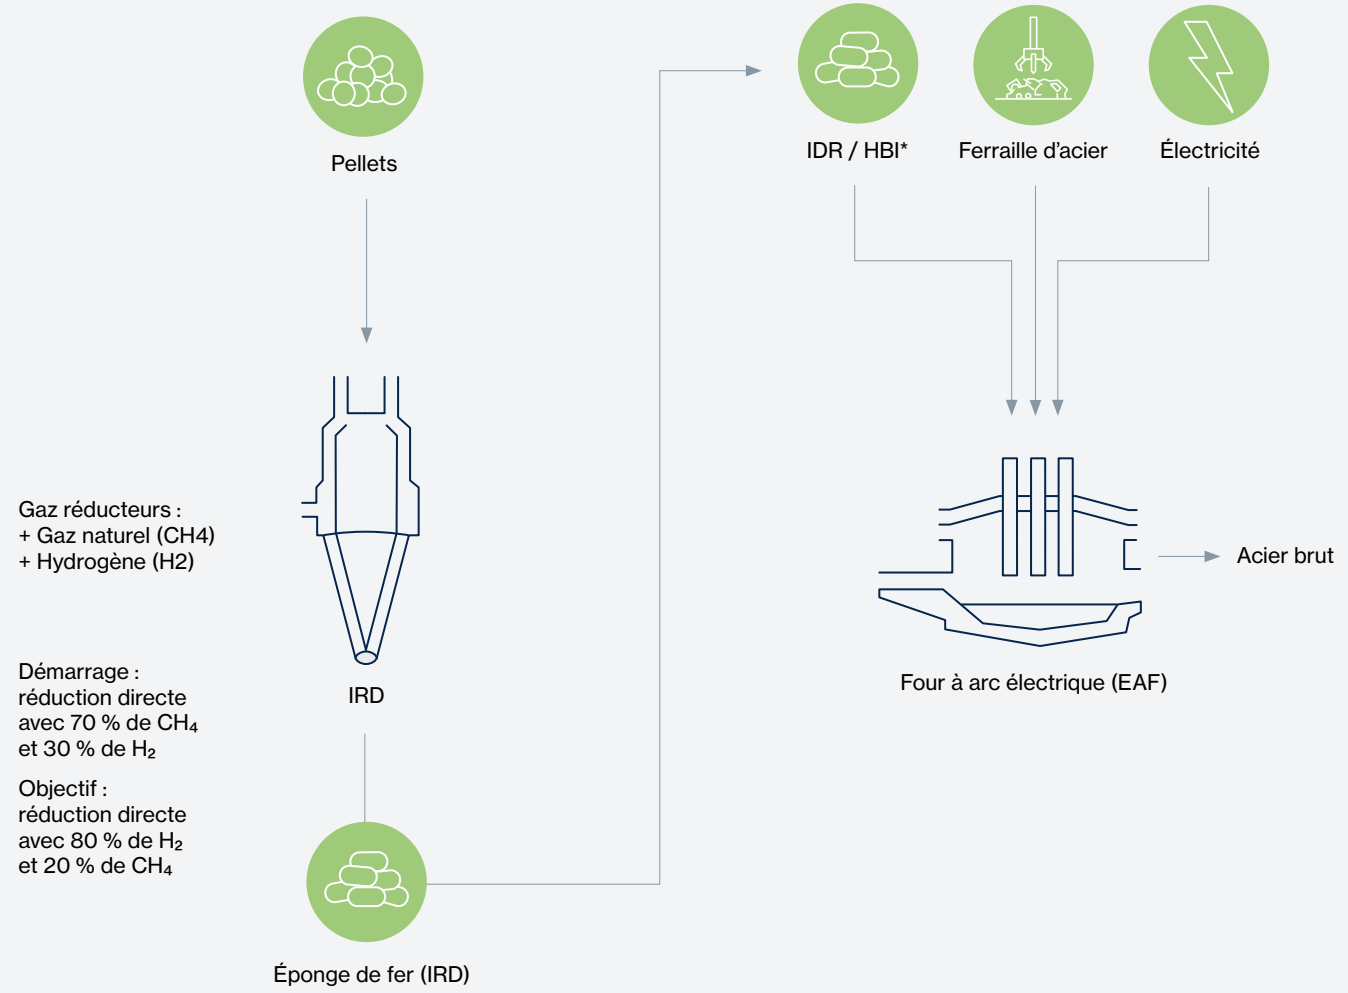 Pellets
IDR / HBI*
Ferraille d’acier
Électricité
Gaz réducteurs :
+ Gaz naturel (CH4)
+ Hydrogène (H2)
Acier brut
Démarrage :
réduction directe
avec 70 % de CH₄
et 30 % de H₂
IRD
Four à arc électrique (EAF)
Objectif :
réduction directe
avec 80 % de H₂
et 20 % de CH₄
Éponge de fer (IRD)